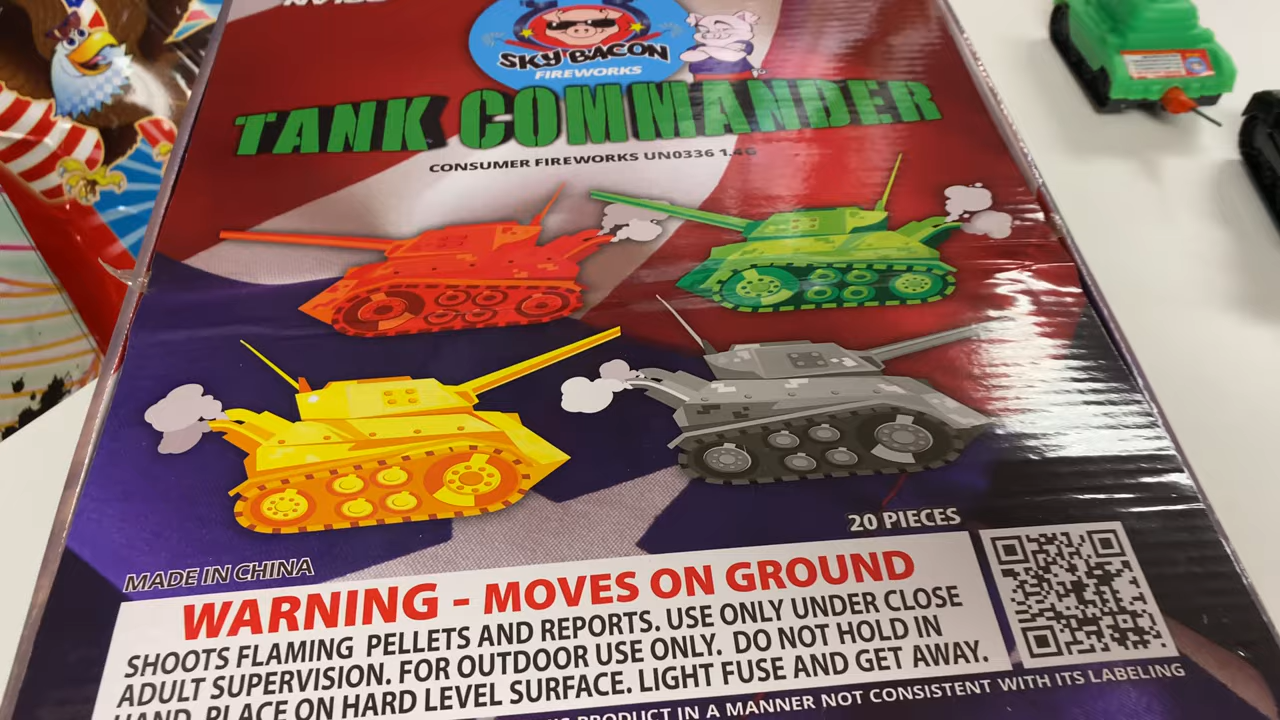 SKY BACON
FIREWORKS
TANK COMMANDER
CONSUMER FIREWORKS UN0336 1.4G
20 PIECES
MADE IN CHINA
WARNING - MOVES ON GROUND
SHOOTS FLAMING PELLETS AND REPORTS. USE ONLY UNDER CLOSE
ADULT SUPERVISION. FOR OUTDOOR USE ONLY. DO NOT HOLD IN
HAND. PLACE ON HARD LEVEL SURFACE. LIGHT FUSE AND GET AWAY.
PRODUCT IN A MANNER NOT CONSISTENT WITH ITS LABELING